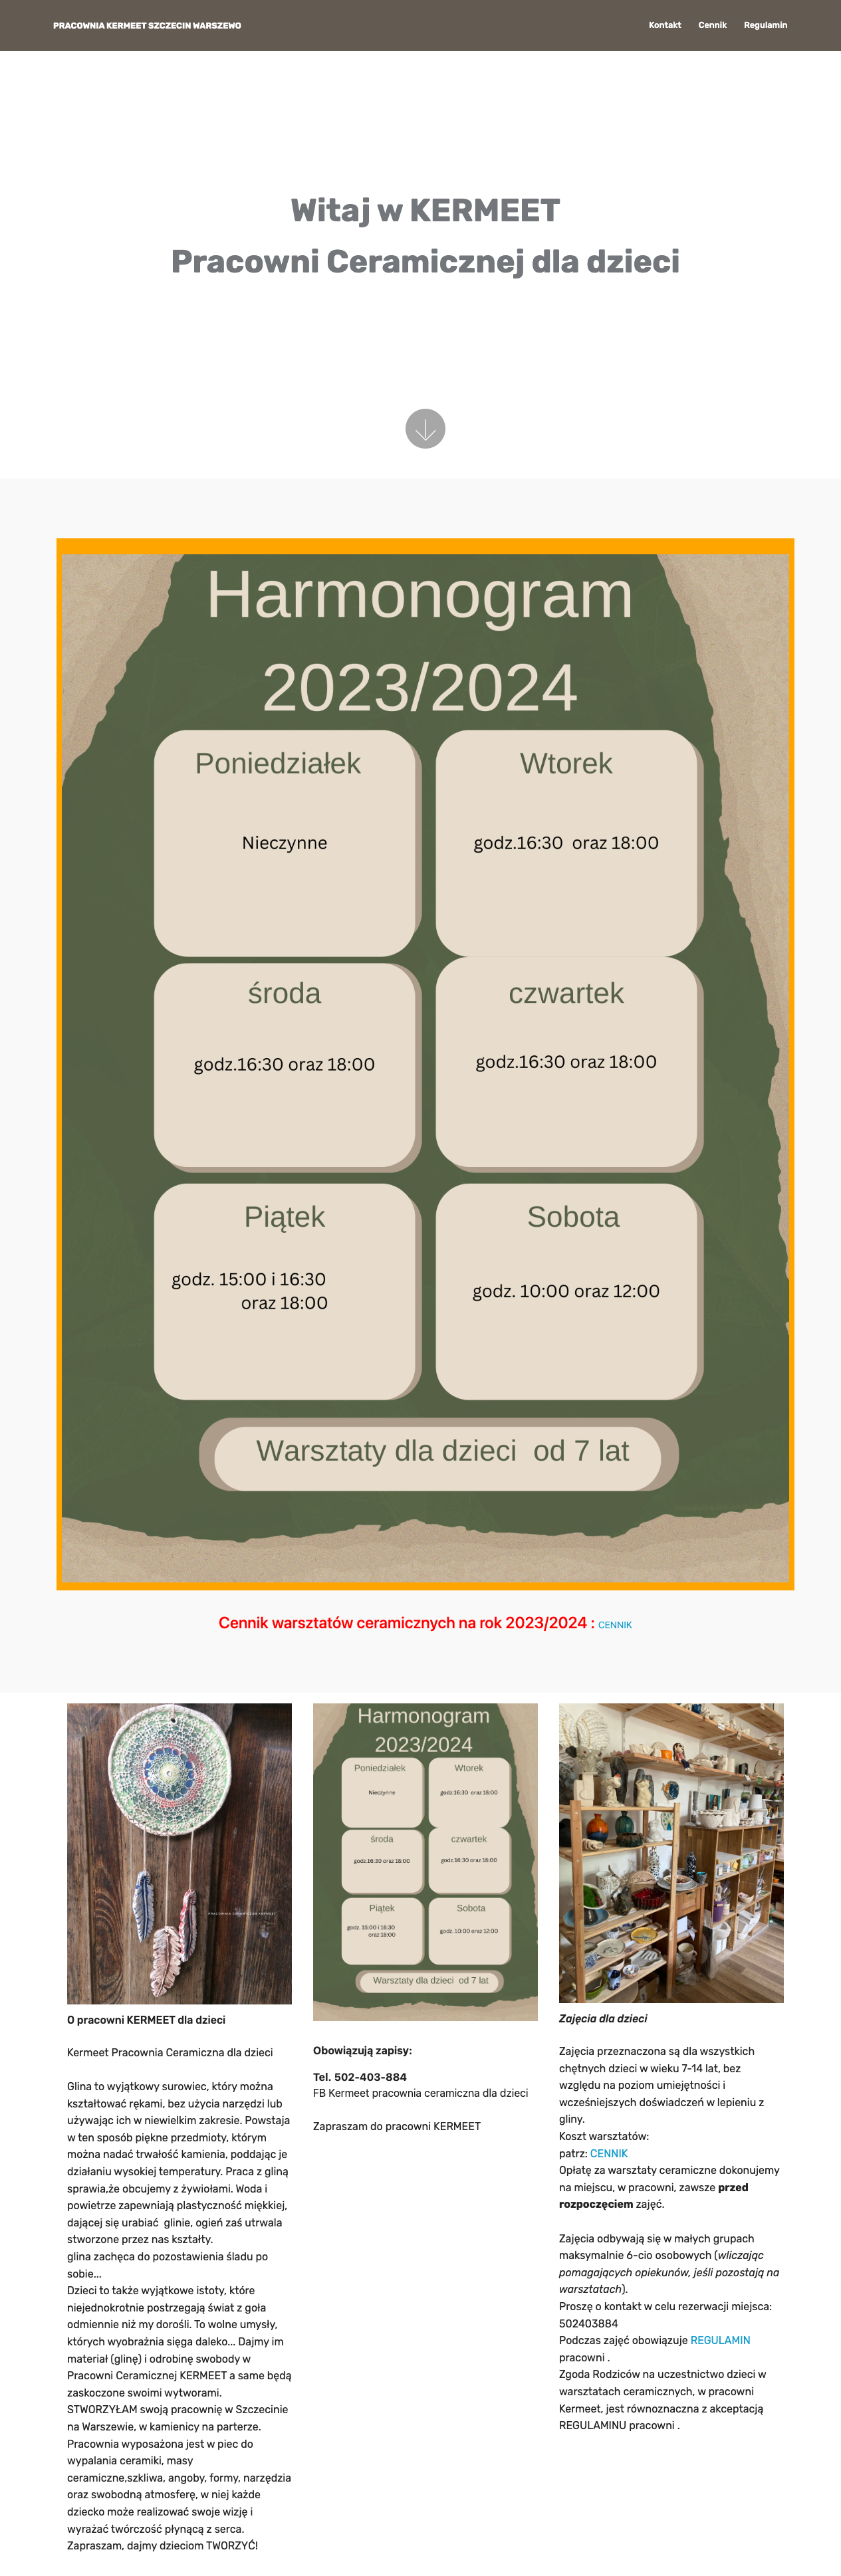 PRACOWNIA KERMEET SZCZECIN WARSZEWO
Kontakt Cennik Regulamin
Witaj w KERMEET
Pracowni Ceramicznej dla dzieci
Harmonogram
2023/2024
Poniedziałek
Nieczynne
Wtorek
godz.16:30 oraz 18:00
środa
godz.16:30 oraz 18:00
czwartek
godz.16:30 oraz 18:00
Piątek
godz. 15:00 i 16:30
oraz 18:00
Sobota
godz. 10:00 oraz 12:00
Warsztaty dla dzieci od 7 lat
Cennik warsztatów ceramicznych na rok 2023/2024 : CENNIK
PRACOWNIA CERAMICZNA KERMEET
O pracowni KERMEET dla dzieci
Kermeet Pracownia Ceramiczna dla dzieci
Glina to wyjątkowy surowiec, który można
kształtować rękami, bez użycia narzędzi lub
używając ich w niewielkim zakresie. Powstaja
w ten sposób piękne przedmioty, którym
można nadać trwałość kamienia, poddając je
działaniu wysokiej temperatury. Praca z gliną
sprawia,że obcujemy z żywiołami. Woda i
powietrze zapewniają plastyczność miękkiej,
dającej się urabiać glinie, ogień zaś utrwala
stworzone przez nas kształty.
glina zachęca do pozostawienia śladu po
sobie...
Dzieci to także wyjątkowe istoty, które
niejednokrotnie postrzegają świat z goła
odmiennie niż my dorośli. To wolne umysły,
których wyobrażnia sięga daleko... Dajmy im
materiał (glinę) i odrobinę swobody w
Pracowni Ceramicznej KERMEET a same będą
zaskoczone swoimi wytworami.
STWORZYŁAM swoją pracownię w Szczecinie
na Warszewie, w kamienicy na parterze.
Pracownia wyposażona jest w piec do
wypalania ceramiki, masy
ceramiczne,szkliwa, angoby, formy, narzędzia
oraz swobodną atmosferę, w niej każde
dziecko może realizować swoje wizję i
wyrażać twórczość płynącą z serca.
Zapraszam, dajmy dzieciom TWORZYĆ!
Harmonogram
2023/2024
Poniedziałek
Nieczynne
Wtorek
godz.16:30 oraz 18:00
środa
godz.16:30 oraz 18:00
czwartek
godz.16:30 oraz 18:00
Piątek
godz. 15:00 i 16:30
oraz 18:00
Sobota
godz. 10:00 oraz 12:00
Warsztaty dla dzieci od 7 lat
Obowiązują zapisy:
Tel. 502-403-884
FB Kermeet pracownia ceramiczna dla dzieci
Zapraszam do pracowni KERMEET
Zajęcia dla dzieci
Zajęcia przeznaczona są dla wszystkich
chętnych dzieci w wieku 7-14 lat, bez
względu na poziom umiejętności i
wcześniejszych doświadczeń w lepieniu z
gliny.
Koszt warsztatów:
patrz: CENNIK
Opłatę za warsztaty ceramiczne dokonujemy
na miejscu, w pracowni, zawsze przed
rozpoczęciem zajęć.
Zajęcia odbywają się w małych grupach
maksymalnie 6-cio osobowych (wliczając
pomagających opiekunów, jeśli pozostają na
warsztatach).
Proszę o kontakt w celu rezerwacji miejsca:
502403884
Podczas zajęć obowiązuje REGULAMIN
pracowni .
Zgoda Rodziców na uczestnictwo dzieci w
warsztatach ceramicznych, w pracowni
Kermeet, jest równoznaczna z akceptacją
REGULAMINU pracowni .